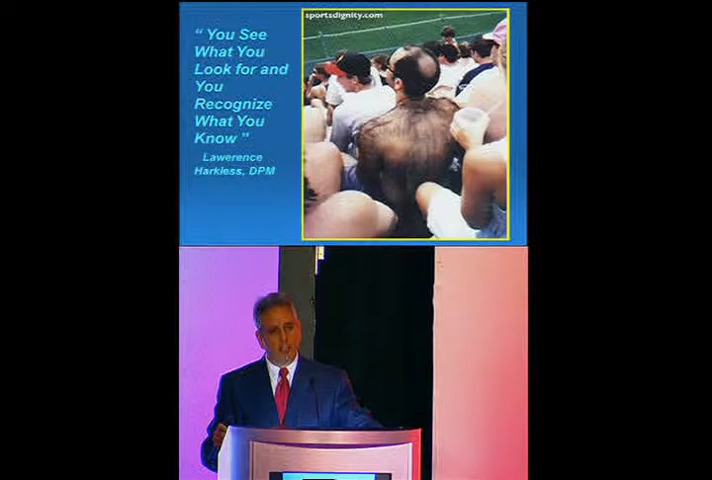 sportsdignity.com
“ You See
What You
Look for and
You
Recognize
What You
Know ”
Lawerence
Harkless, DPM